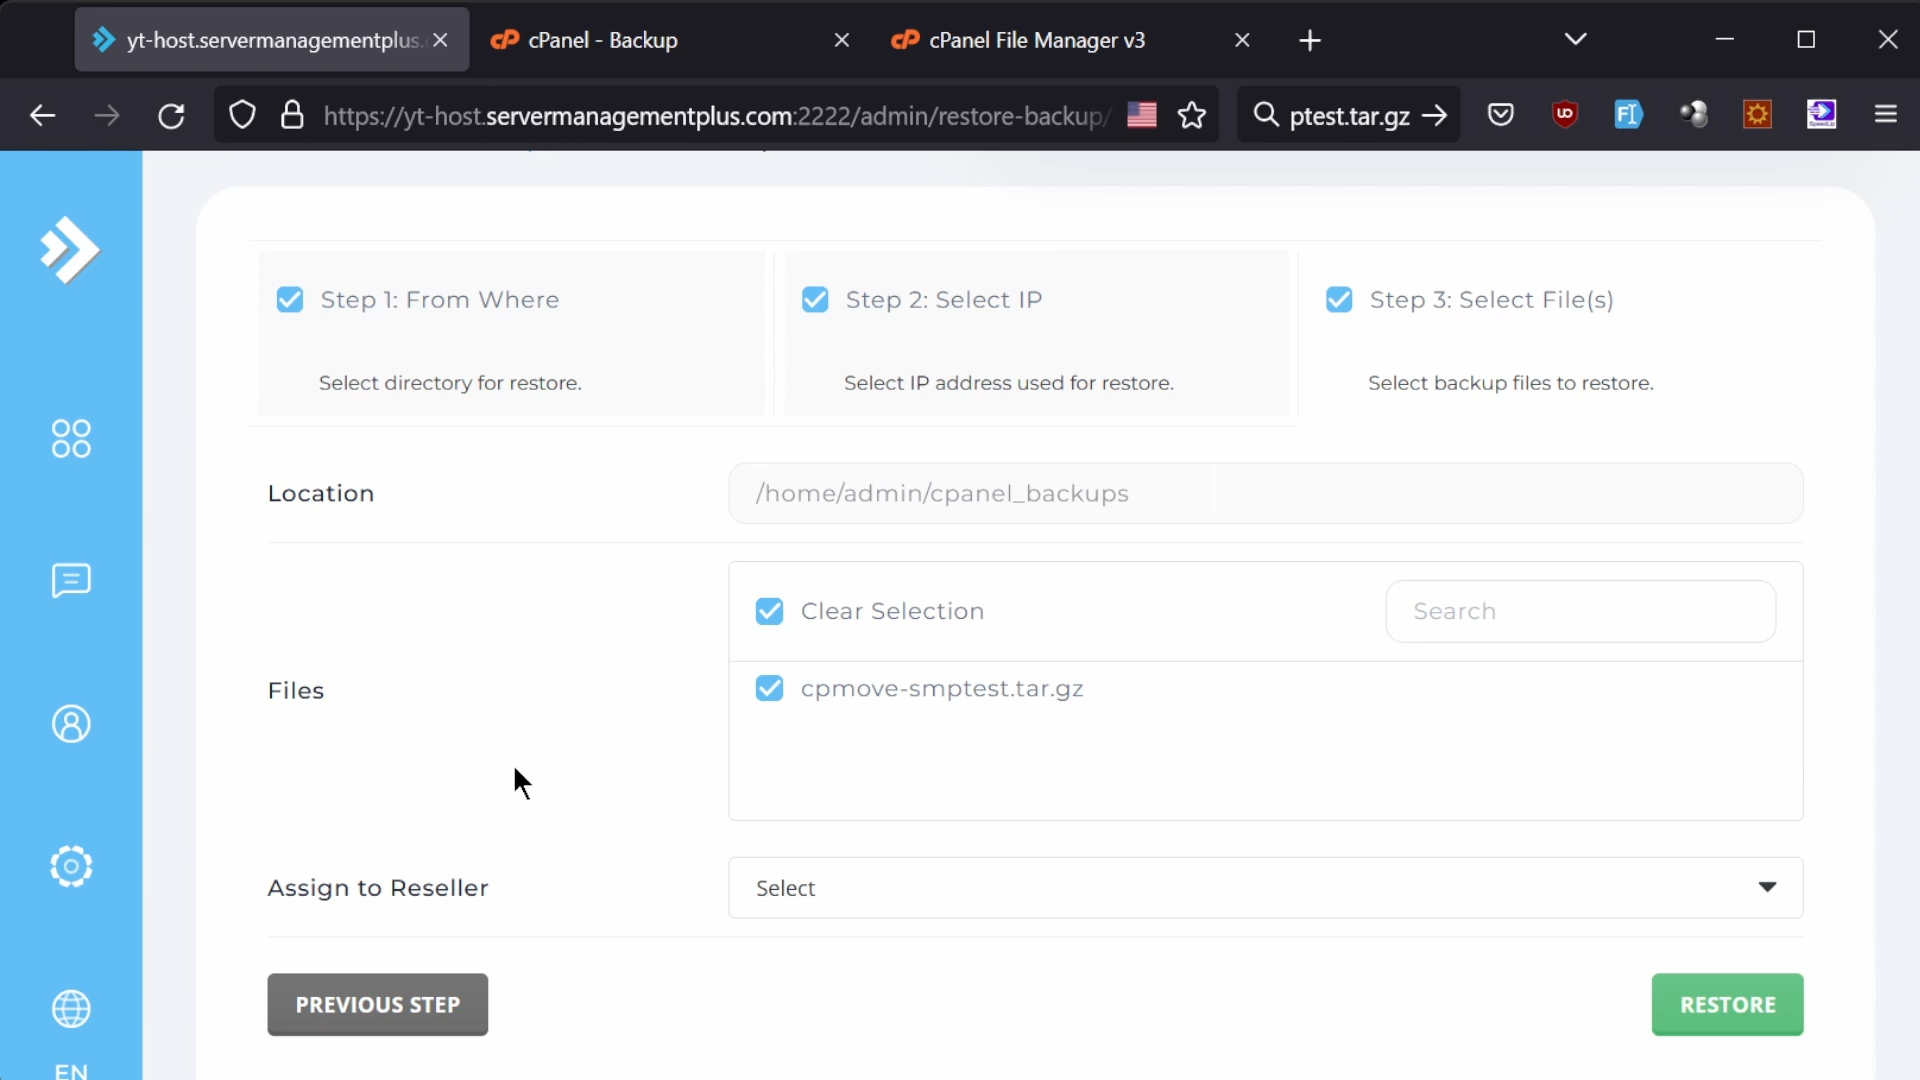 yt-host.servermanagementplus.
cPanel - Backup
cPanel File Manager v3
https://yt-host.servermanagementplus.com:2222/admin/restore-backup/
ptest.tar.gz
Step 1: From Where
Step 2: Select IP
Step 3: Select File(s)
Select directory for restore.
Select IP address used for restore.
Select backup files to restore.
Location
/home/admin/cpanel_backups
Clear Selection
Search
Files
cpmove-smptest.tar.gz
Assign to Reseller
Select
PREVIOUS STEP
RESTORE
EN